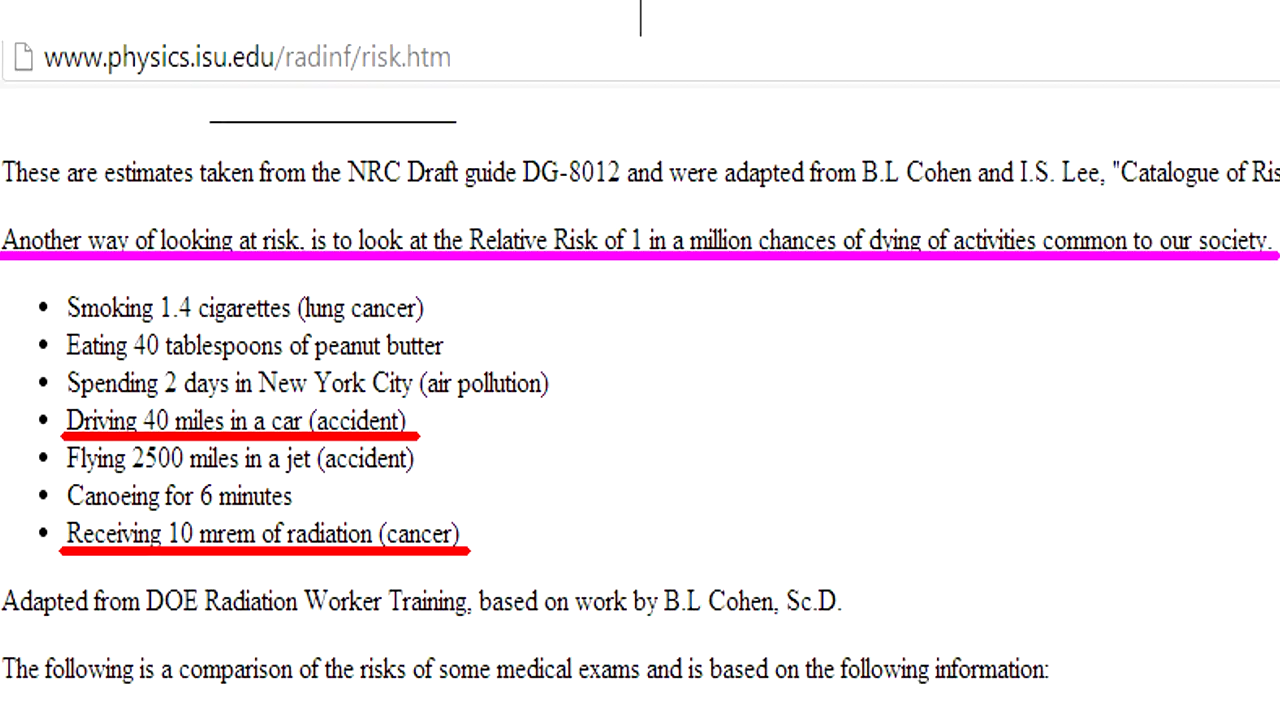 www.physics.isu.edu/radinf/risk.htm
These are estimates taken from the NRC Draft guide DG-8012 and were adapted from B.L Cohen and I.S. Lee, "Catalogue of
Another way of looking at risk, is to look at the Relative Risk of 1 in a million chances of dying of activities common to our society.
• Smoking 1.4 cigarettes (lung cancer)
• Eating 40 tablespoons of peanut butter
• Spending 2 days in New York City (air pollution)
• Driving 40 miles in a car (accident)
• Flying 2500 miles in a jet (accident)
• Canoeing for 6 minutes
• Receiving 10 mrem of radiation (cancer)
Adapted from DOE Radiation Worker Training, based on work by B.L Cohen, Sc.D.
The following is a comparison of the risks of some medical exams and is based on the following information: